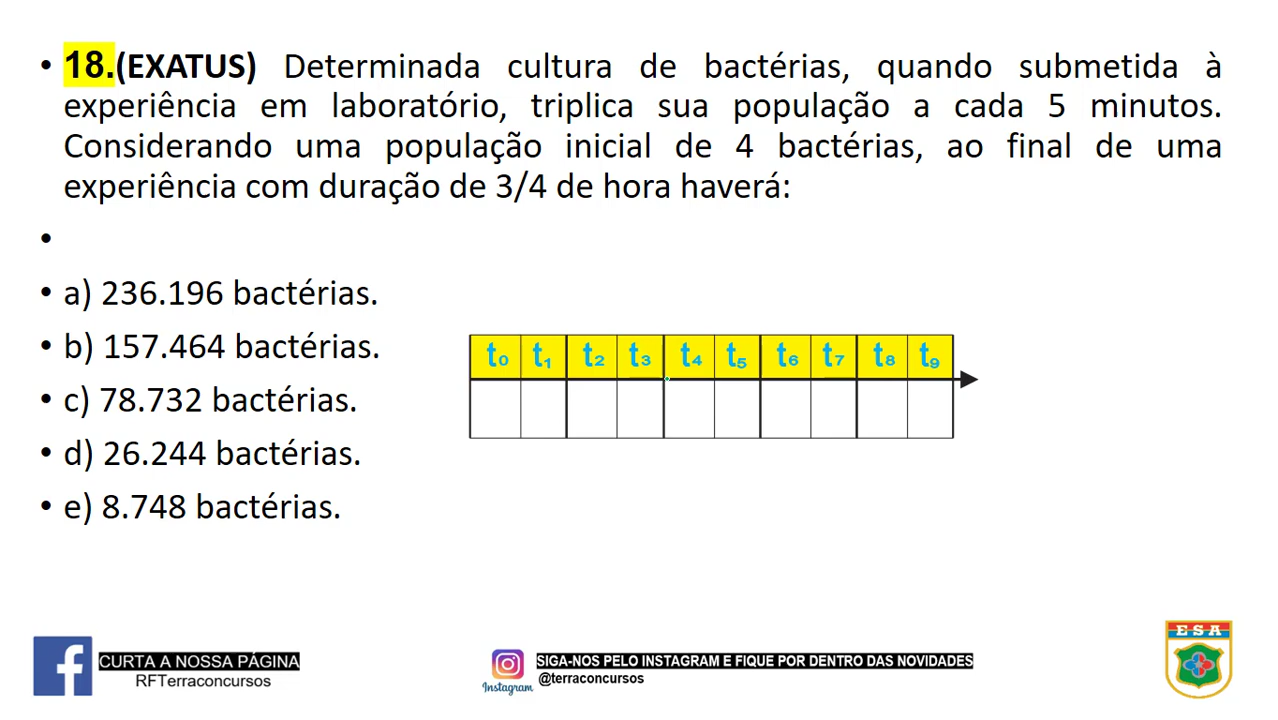 18.(EXATUS) Determinada cultura de bactérias, quando submetida à
experiência em laboratório, triplica sua população a cada 5 minutos.
Considerando uma população inicial de 4 bactérias, ao final de uma
experiência com duração de 3/4 de hora haverá:
a) 236.196 bactérias.
b) 157.464 bactérias.
c) 78.732 bactérias.
d) 26.244 bactérias.
e) 8.748 bactérias.
t₀ t₁ t₂ t₃ t₄ t₅ t₆ t₇ t₈ t₉
CURTA A NOSSA PÁGINA
RFTerraconcursos
Instagram
SIGA-NOS PELO INSTAGRAM E FIQUE POR DENTRO DAS NOVIDADES
@terraconcursos
ESA